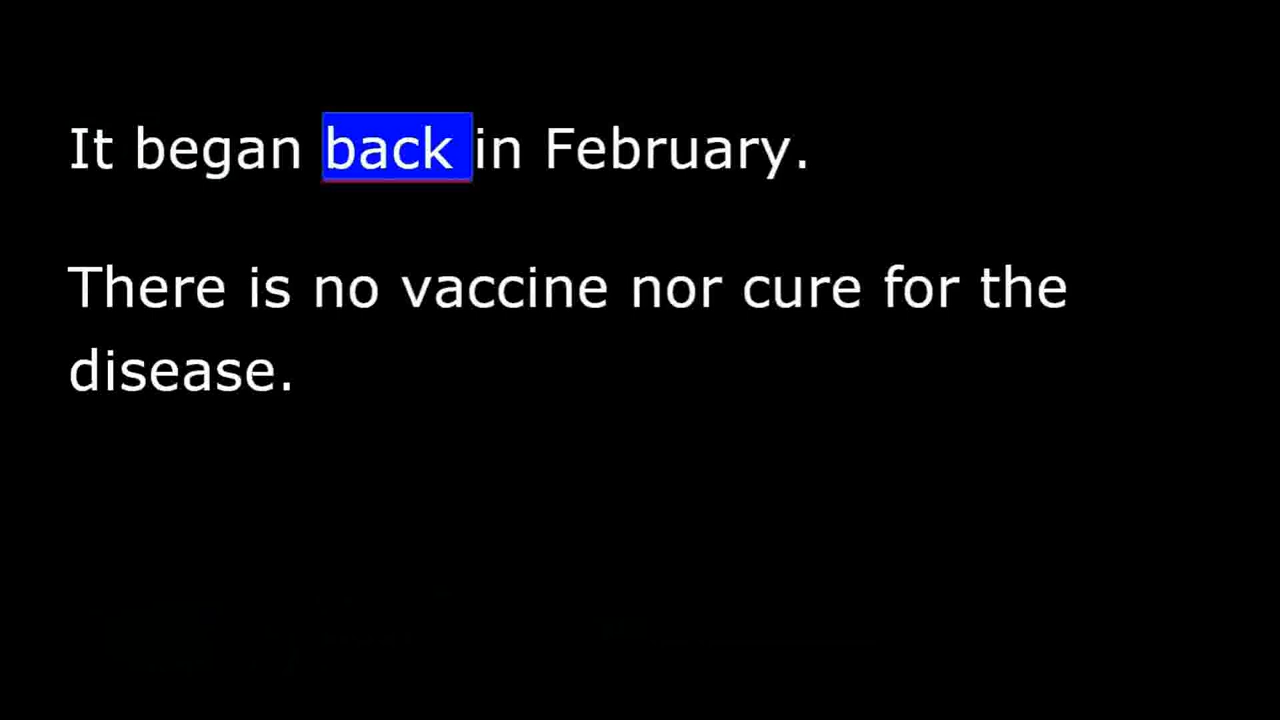 It began back in February.
There is no vaccine nor cure for the
disease.